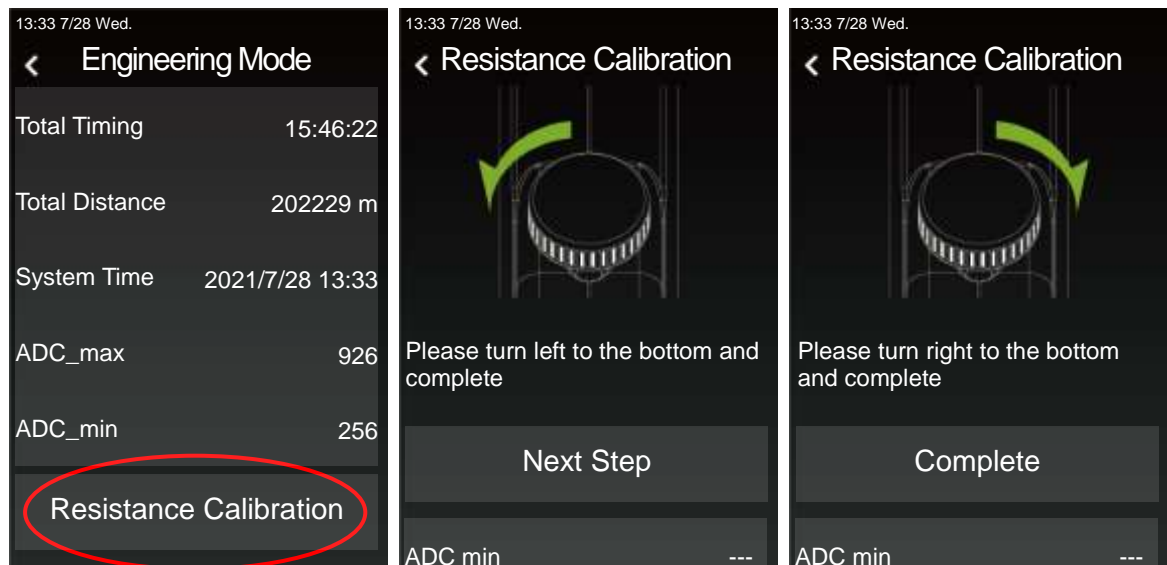 13:33 7/28 Wed.
Engineering Mode
Total Timing 15:46:22
Total Distance 202229 m
System Time 2021/7/28 13:33
ADC_max 926
ADC_min 256
Resistance Calibration
13:33 7/28 Wed.
Resistance Calibration
Please turn left to the bottom and
complete
Next Step
ADC min ---
13:33 7/28 Wed.
Resistance Calibration
Please turn right to the bottom
and complete
Complete
ADC min ---